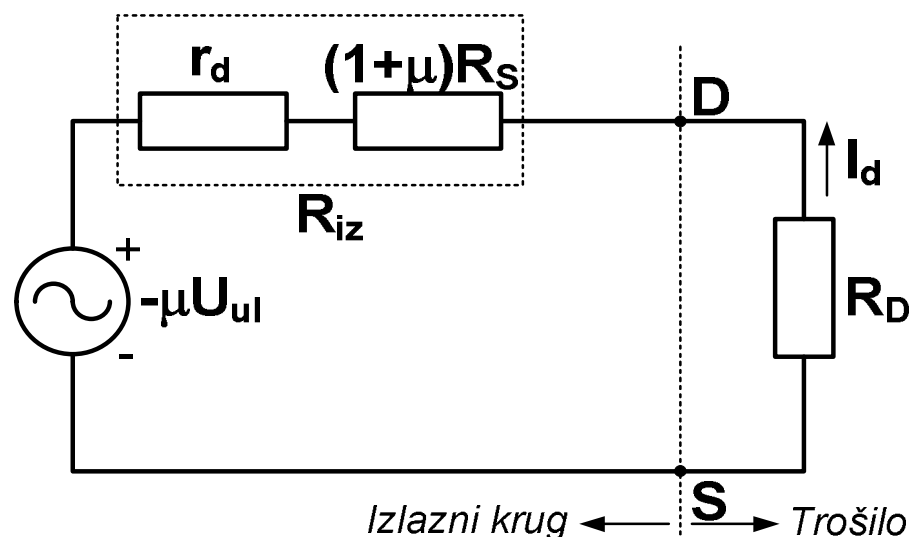 r_d
(1+μ)R_S
R_iz
D
I_d
+
-μU_ul
-
R_D
S
Izlazni krug
Trošilo